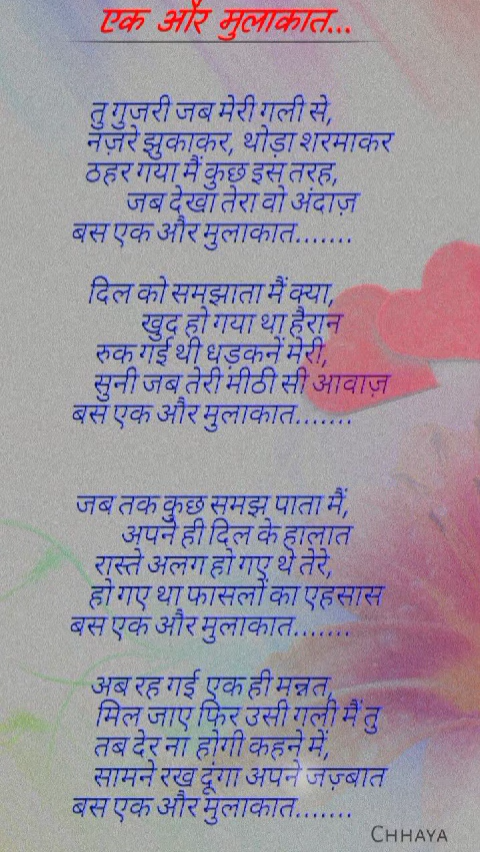 एक और मुलाकात...
तु गुजरी जब मेरी गली से,
नज़रे झुकाकर, थोड़ा शरमाकर
ठहर गया मैं कुछ इस तरह,
जब देखा तेरा वो अंदाज़
बस एक और मुलाकात.......
दिल को समझाता मैं क्या,
खुद हो गया था हैरान
रुक गई थी धड़कनें मेरी,
सुनी जब तेरी मीठी सी आवाज़
बस एक और मुलाकात.......
जब तक कुछ समझ पाता मैं,
अपने ही दिल के हालात
रास्ते अलग हो गए थे तेरे,
हो गए था फासलों का एहसास
बस एक और मुलाकात.......
अब रह गई एक ही मन्नत,
मिल जाए फिर उसी गली मैं तु
तब देर ना होगी कहने में,
सामने रख दूंगा अपने जज़्बात
बस एक और मुलाकात.......
CHHAYA